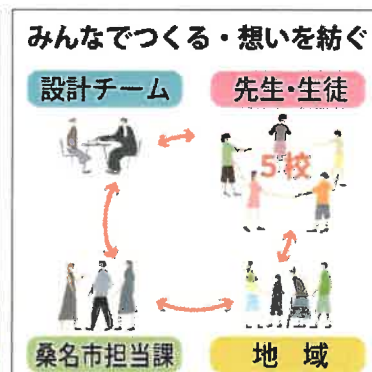 みんなでつくる・想いを紡ぐ
設計チーム
先生・生徒
5校
桑名市担当課
地域